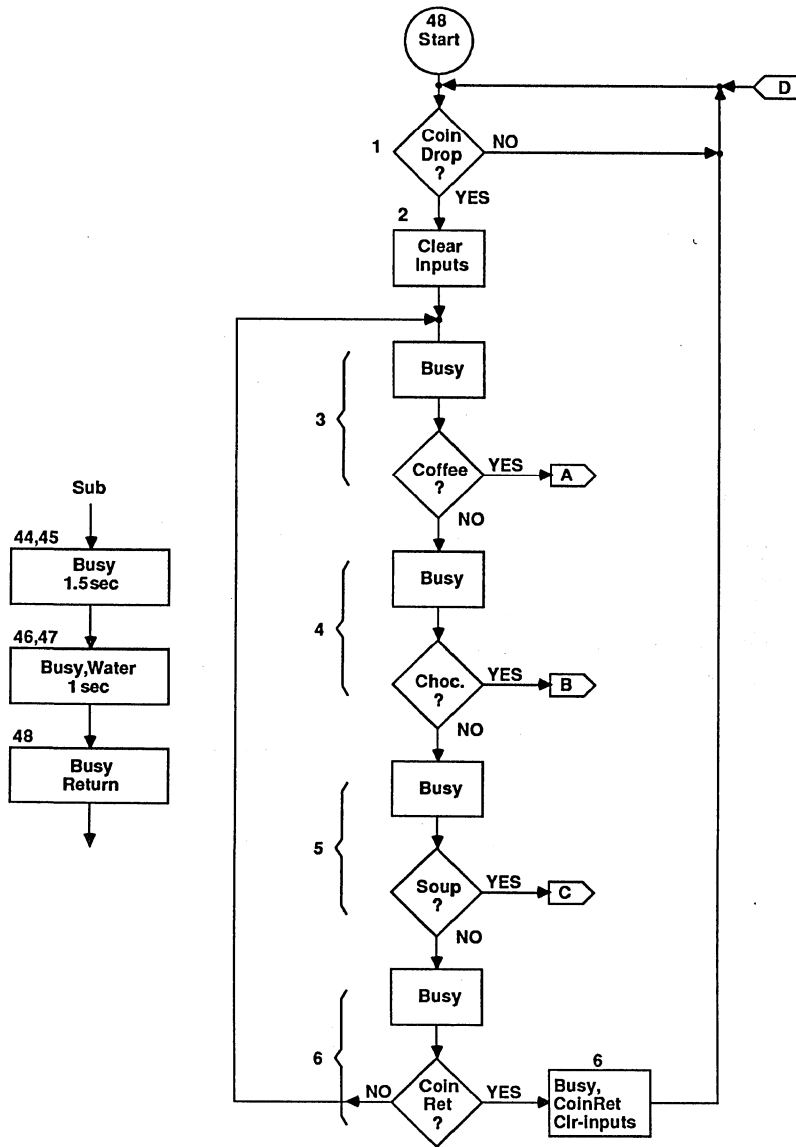 48
Start
D
1
Coin
Drop
?
NO
YES
2
Clear
Inputs
3
Busy
Coffee
?
YES
A
NO
4
Busy
Choc.
?
YES
B
NO
5
Busy
Soup
?
YES
C
NO
6
Busy
Coin
Ret
?
NO
YES
6
Busy,
CoinRet
Clr-inputs
Sub
44,45
Busy
1.5sec
46,47
Busy,Water
1 sec
48
Busy
Return